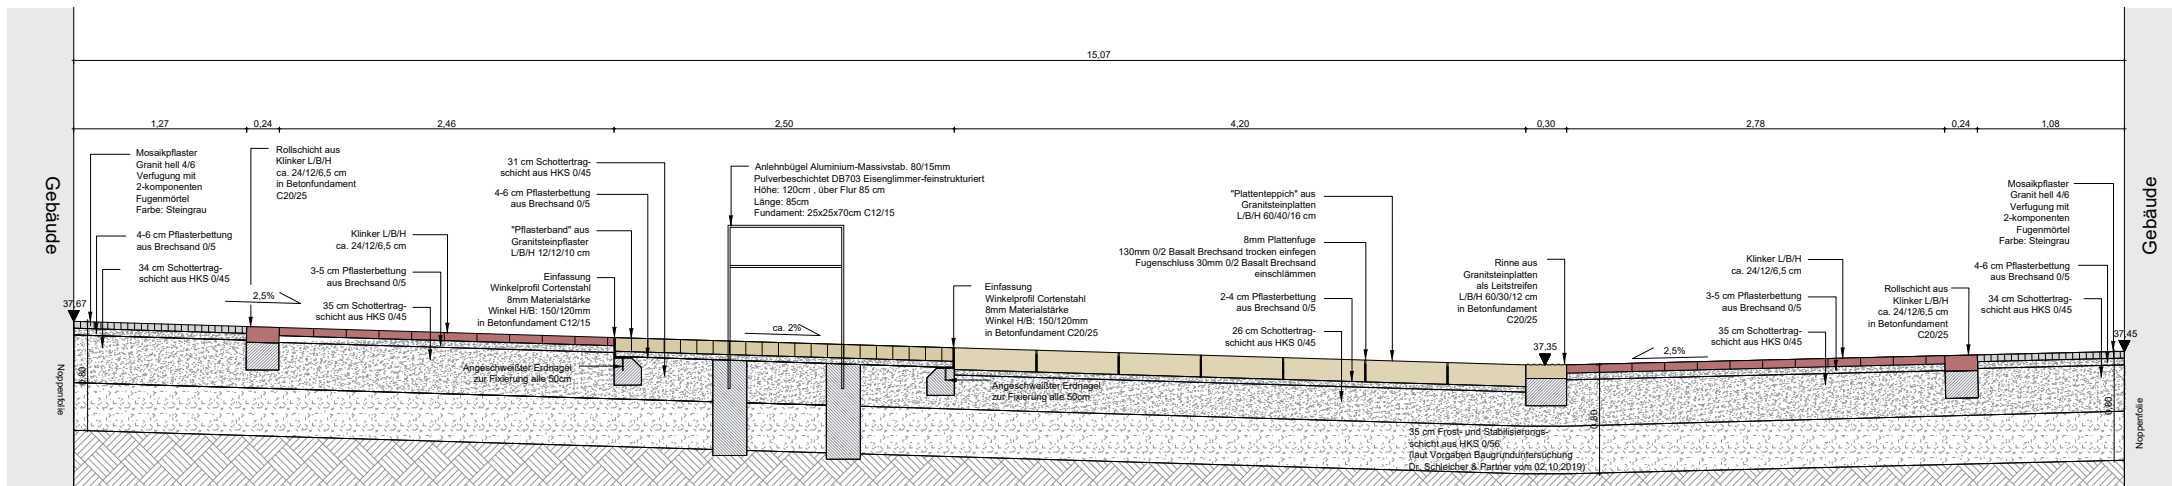 15,07
1,27
0,24
2,46
2,50
4,20
0,30
2,78
0,24
1,08
Gebäude
Mosaikpflaster
Granit hell 4/6
Verfugung mit
2-komponenten
Fugenmörtel
Farbe: Steingrau
4-6 cm Pflasterbettung
aus Brechsand 0/5
34 cm Schottertrag-
schicht aus HKS 0/45
37,67
Noppenfolie
0,80
2,5%
Rollschicht aus
Klinker L/B/H
ca. 24/12/6,5 cm
in Betonfundament
C20/25
Klinker L/B/H
ca. 24/12/6,5 cm
3-5 cm Pflasterbettung
aus Brechsand 0/5
35 cm Schottertrag-
schicht aus HKS 0/45
31 cm Schottertrag-
schicht aus HKS 0/45
4-6 cm Pflasterbettung
aus Brechsand 0/5
"Pflasterband" aus
Granitsteinpflaster
L/B/H 12/12/10 cm
Einfassung
Winkelprofil Cortenstahl
8mm Materialstärke
Winkel H/B: 150/120mm
in Betonfundament C12/15
Angeschweißter Erdnagel
zur Fixierung alle 50cm
Anlehnbügel Aluminium-Massivstab. 80/15mm
Pulverbeschichtet DB703 Eisenglimmer-feinstrukturiert
Höhe: 120cm , über Flur 85 cm
Länge: 85cm
Fundament: 25x25x70cm C12/15
ca. 2%
Einfassung
Winkelprofil Cortenstahl
8mm Materialstärke
Winkel H/B: 150/120mm
in Betonfundament C20/25
Angeschweißter Erdnagel
zur Fixierung alle 50cm
"Plattenteppich" aus
Granitsteinplatten
L/B/H 60/40/16 cm
8mm Plattenfuge
130mm 0/2 Basalt Brechsand trocken einfegen
Fugenschluss 30mm 0/2 Basalt Brechsand
einschlämmen
2-4 cm Pflasterbettung
aus Brechsand 0/5
26 cm Schottertrag-
schicht aus HKS 0/45
Rinne aus
Granitsteinplatten
als Leitstreifen
L/B/H 60/30/12 cm
in Betonfundament
C20/25
37,35
35 cm Frost- und Stabilisierungs-
schicht aus HKS 0/56
(laut Vorgaben Baugrunduntersuchung
Dr. Schleicher & Partner vom 02.10.2019)
0,80
2,5%
Klinker L/B/H
ca. 24/12/6,5 cm
3-5 cm Pflasterbettung
aus Brechsand 0/5
35 cm Schottertrag-
schicht aus HKS 0/45
Rollschicht aus
Klinker L/B/H
ca. 24/12/6,5 cm
in Betonfundament
C20/25
Mosaikpflaster
Granit hell 4/6
Verfugung mit
2-komponenten
Fugenmörtel
Farbe: Steingrau
4-6 cm Pflasterbettung
aus Brechsand 0/5
34 cm Schottertrag-
schicht aus HKS 0/45
37,45
0,80
Noppenfolie
Gebäude